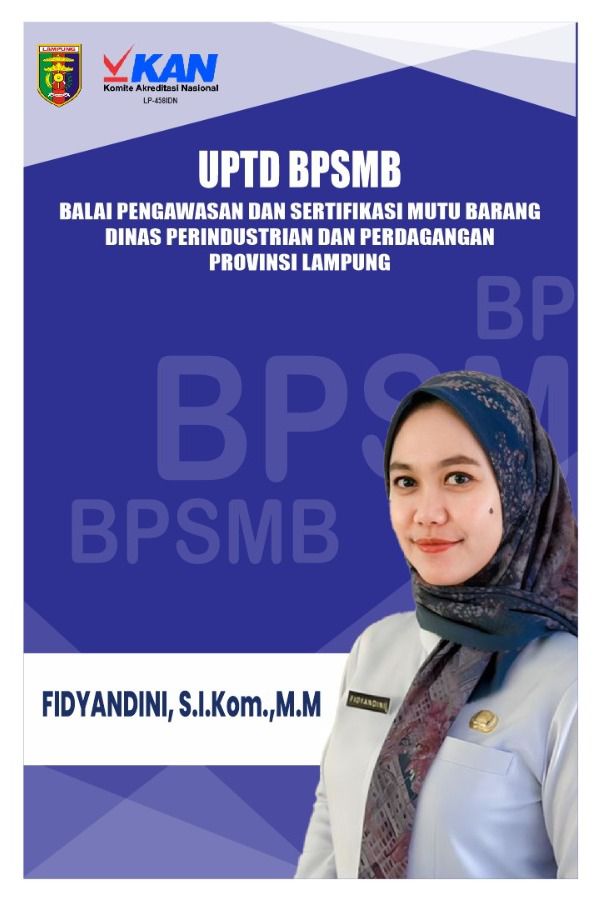 LAMPUNG
KAN
Komite Akreditasi Nasional
LP-458IDN
UPTD BPSMB
BALAI PENGAWASAN DAN SERTIFIKASI MUTU BARANG
DINAS PERINDUSTRIAN DAN PERDAGANGAN
PROVINSI LAMPUNG
BP
BPSM
BPSMB
FIDYANDINI, S.I.Kom.,M.M
FIDYANDINI